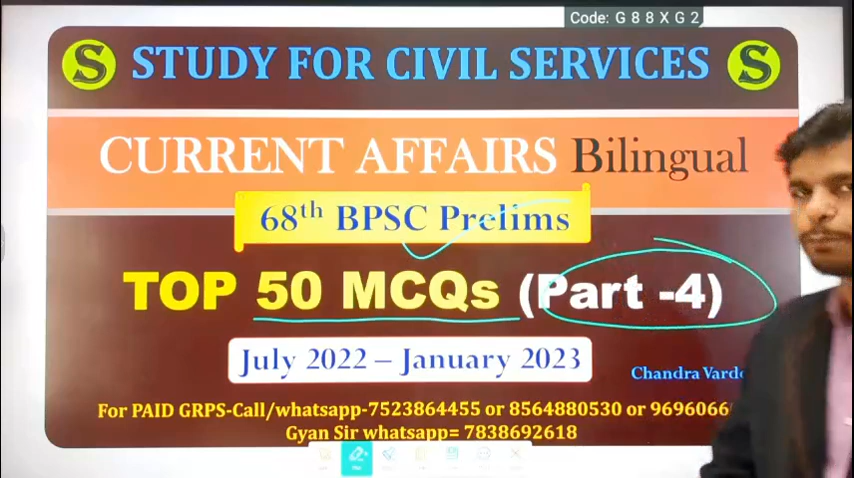 Code: G 8 8 X G 2
S STUDY FOR CIVIL SERVICES S
CURRENT AFFAIRS Bilingual
68th BPSC Prelims
TOP 50 MCQs (Part -4)
July 2022 – January 2023
Chandra
For PAID GRPS-Call/whatsapp-7523864455 or 8564880530 or
Gyan Sir whatsapp= 7838692618